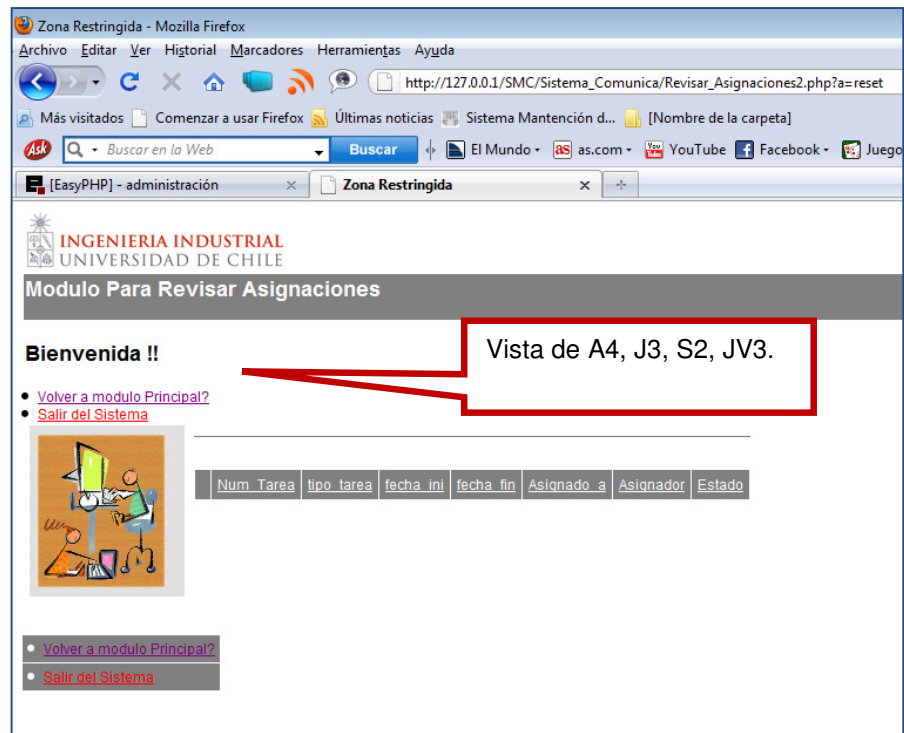 Zona Restringida - Mozilla Firefox
Archivo Editar Ver Historial Marcadores Herramientas Ayuda
http://127.0.0.1/SMC/Sistema_Comunica/Revisar_Asignaciones2.php?a=reset
Más visitados Comenzar a usar Firefox Últimas noticias Sistema Mantención d... [Nombre de la carpeta]
Ask Buscar en la Web Buscar El Mundo as as.com You Tube YouTube Facebook Juego
[EasyPHP] - administración Zona Restringida
INGENIERIA INDUSTRIAL
UNIVERSIDAD DE CHILE
Modulo Para Revisar Asignaciones
Vista de A4, J3, S2, JV3.
Bienvenida !!
Volver a modulo Principal?
Salir del Sistema
Num Tarea tipo tarea fecha ini fecha fin Asignado a Asignador Estado
Volver a modulo Principal?
Salir del Sistema